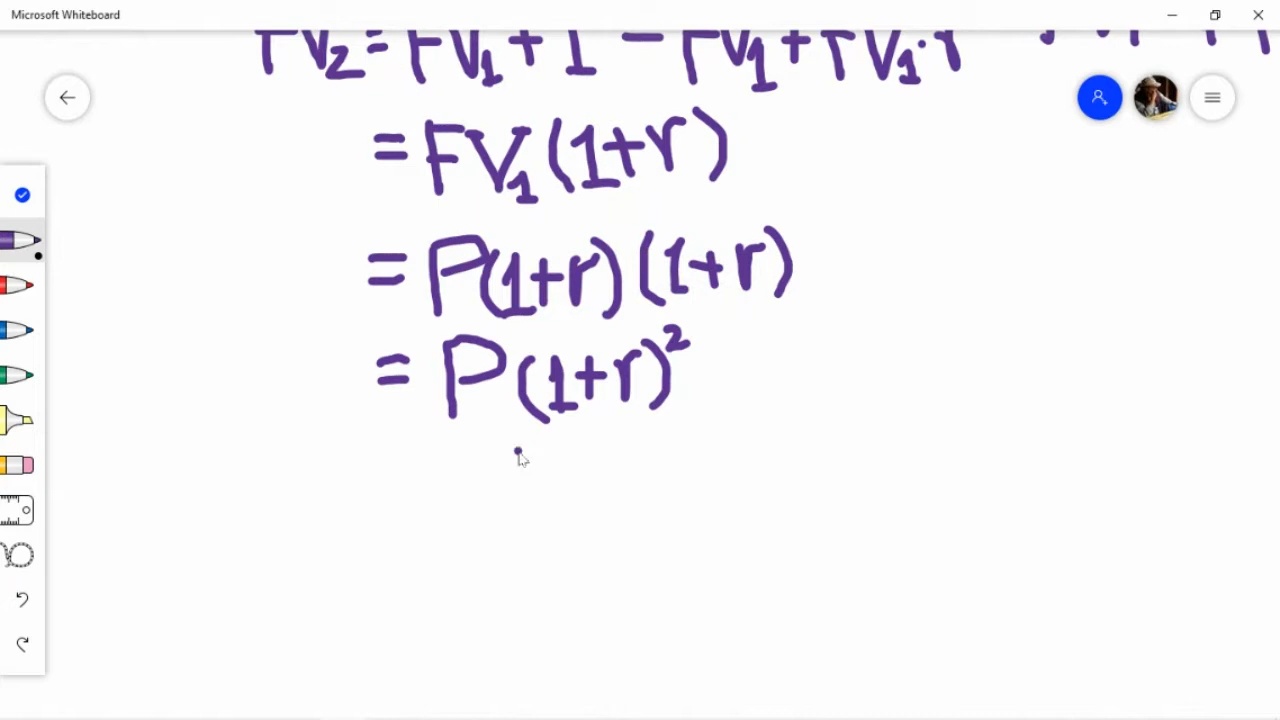 Microsoft Whiteboard
FV₂ = FV₁ + I = FV₁ + FV₁·r
= FV₁(1+r)
= P(1+r)(1+r)
= P(1+r)²